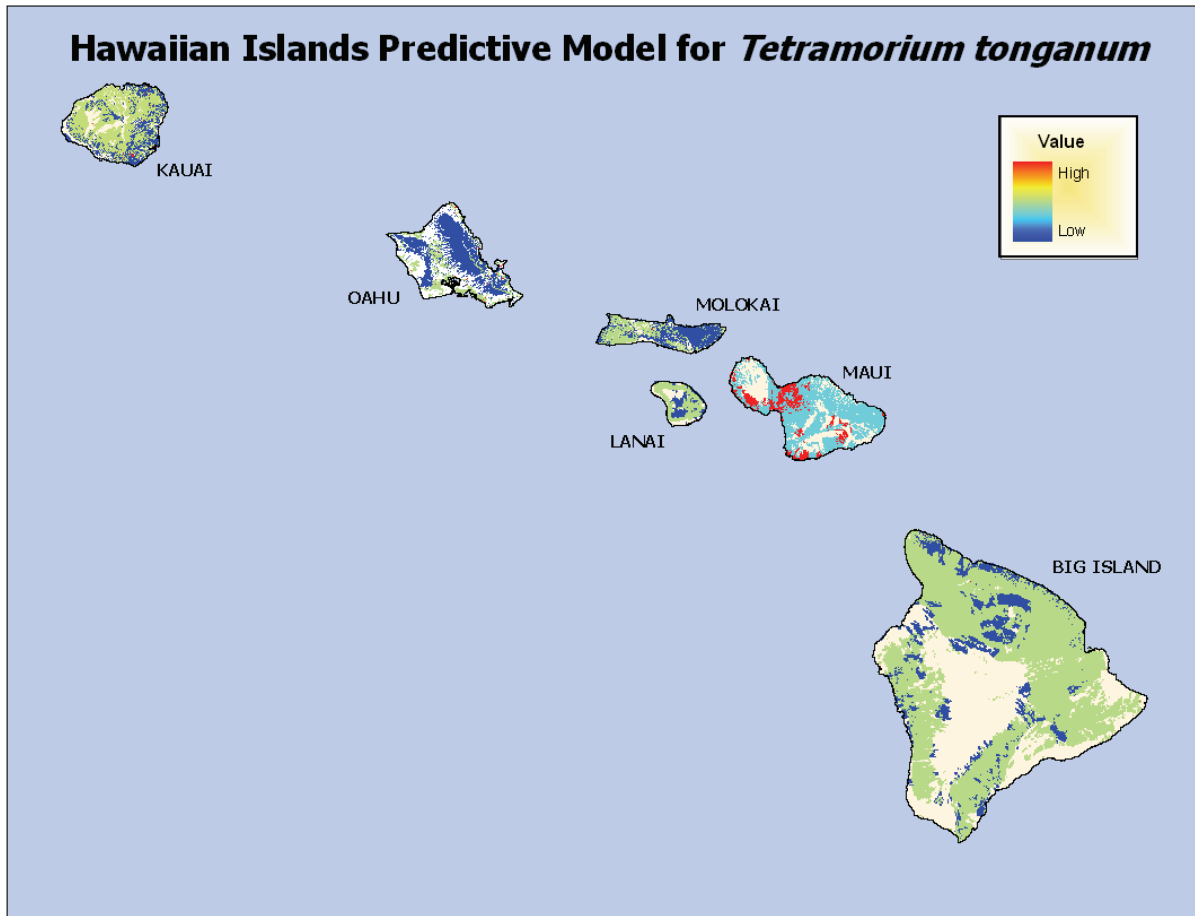 Hawaiian Islands Predictive Model for Tetramorium tonganum
KAUAI
Value
High
Low
OAHU
MOLOKAI
MAUI
LANAI
BIG ISLAND